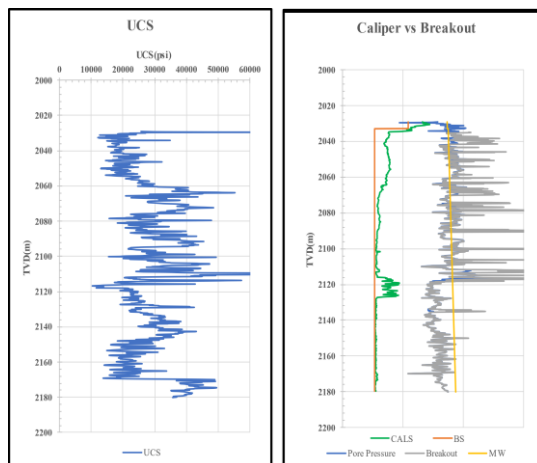 UCS
UCS(psi)
0 10000 20000 30000 40000 50000 60000
2000
2020
2040
2060
2080
2100
2120
2140
2160
2180
2200
TVD(m)
UCS
Caliper vs Breakout
2000
2020
2040
2060
2080
2100
2120
2140
2160
2180
2200
TVD(m)
CALS BS
Pore Pressure Breakout MW